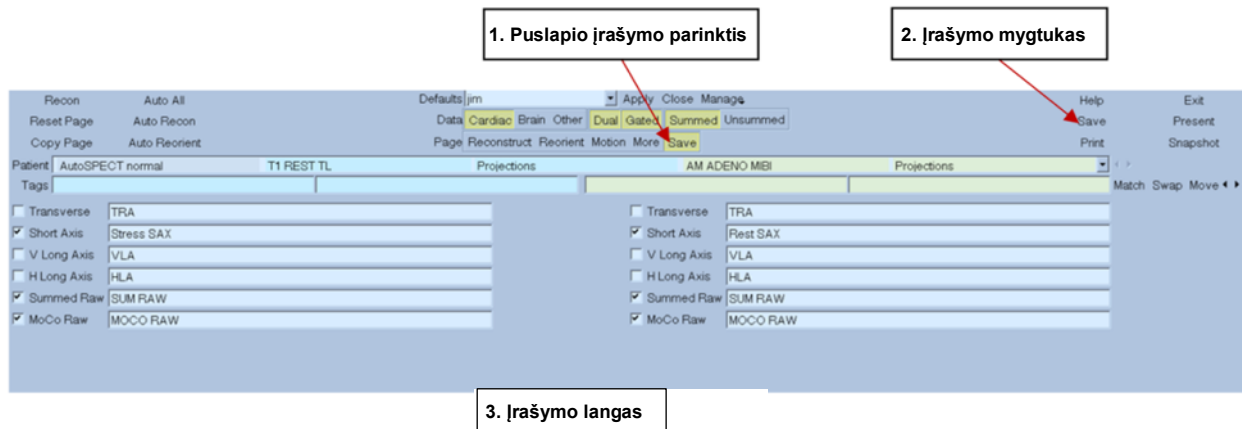 1. Puslapio įrašymo parinktis
2. Įrašymo mygtukas
Recon Auto All Defaults jim Apply Close Manage Help Exit
Reset Page Auto Recon Data Cardiac Brain Other Dual Gated Summed Unsummed Save Present
Copy Page Auto Reorient Page Reconstruct Reorient Motion More Save Print Snapshot
Patient AutoSPECT normal T1 REST TL Projections AM ADENO MIBI Projections
Tags Match Swap Move
Transverse TRA Transverse TRA
Short Axis Stress SAX Short Axis Rest SAX
V Long Axis VLA V Long Axis VLA
H Long Axis HLA H Long Axis HLA
Summed Raw SUM RAW Summed Raw SUM RAW
MoCo Raw MOCO RAW MoCo Raw MOCO RAW
3. Įrašymo langas